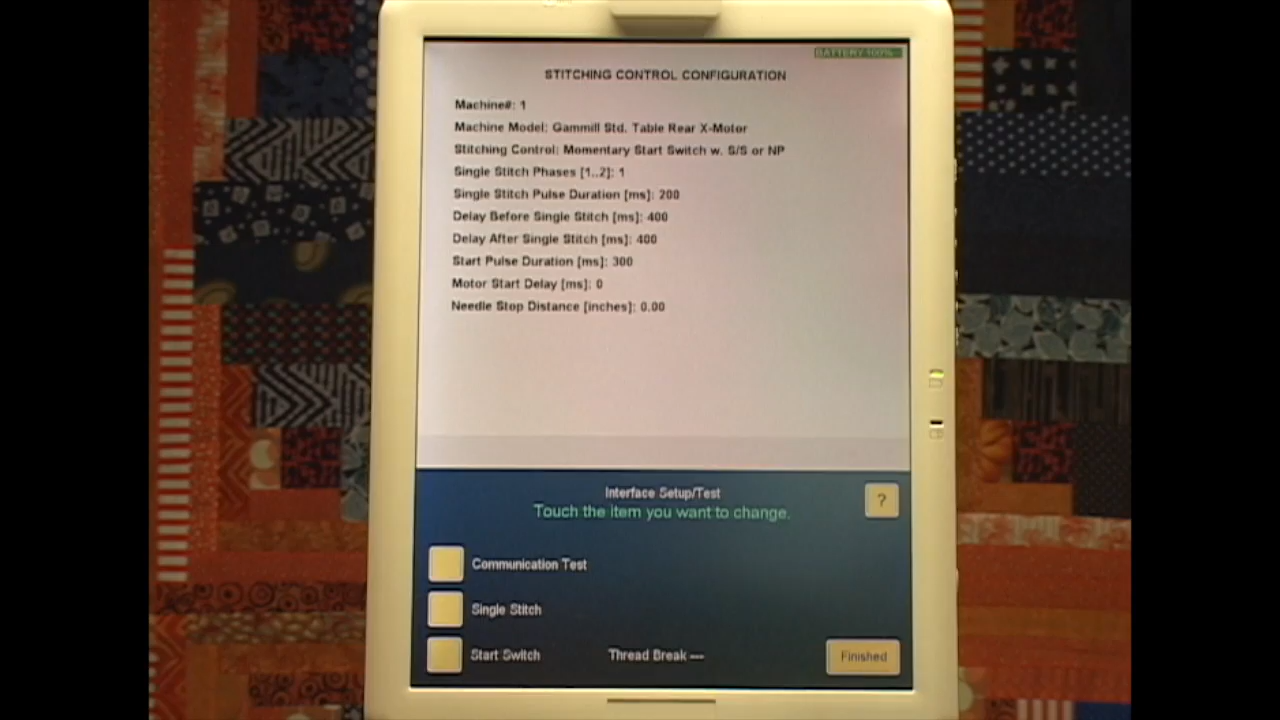 BATTERY 100%
STITCHING CONTROL CONFIGURATION
Machine#: 1
Machine Model: Gammill Std. Table Rear X-Motor
Stitching Control: Momentary Start Switch w. S/S or NP
Single Stitch Phases [1..2]: 1
Single Stitch Pulse Duration [ms]: 200
Delay Before Single Stitch [ms]: 400
Delay After Single Stitch [ms]: 400
Start Pulse Duration [ms]: 300
Motor Start Delay [ms]: 0
Needle Stop Distance [inches]: 0.00
Interface Setup/Test
?
Touch the item you want to change.
Communication Test
Single Stitch
Start Switch Thread Break ---
Finished